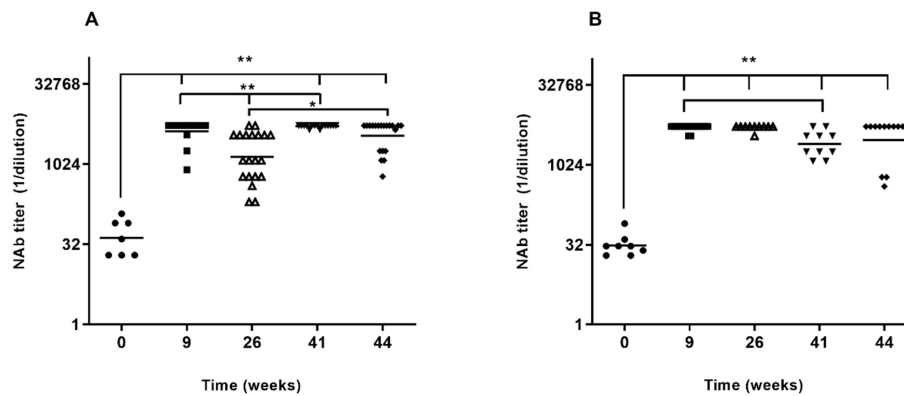 A
**
**
*
32768
1024
32
1
NAb titer (1/dilution)
0 9 26 41 44
Time (weeks)
B
**
32768
1024
32
1
NAb titer (1/dilution)
0 9 26 41 44
Time (weeks)